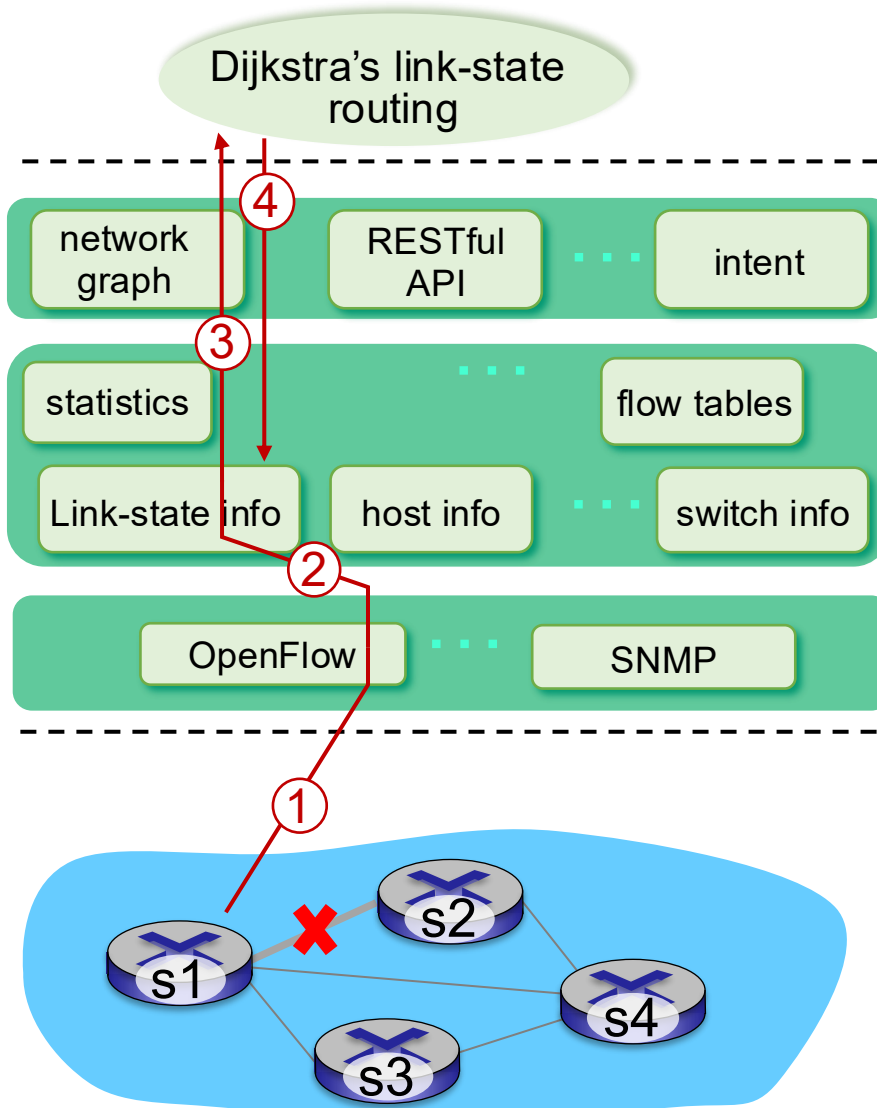 Dijkstra’s link-state
routing
4
network
graph
RESTful
API
. . .
intent
3
statistics
. . .
flow tables
Link-state info
host info
. . .
switch info
2
OpenFlow
. . .
SNMP
1
s1
s2
s3
s4